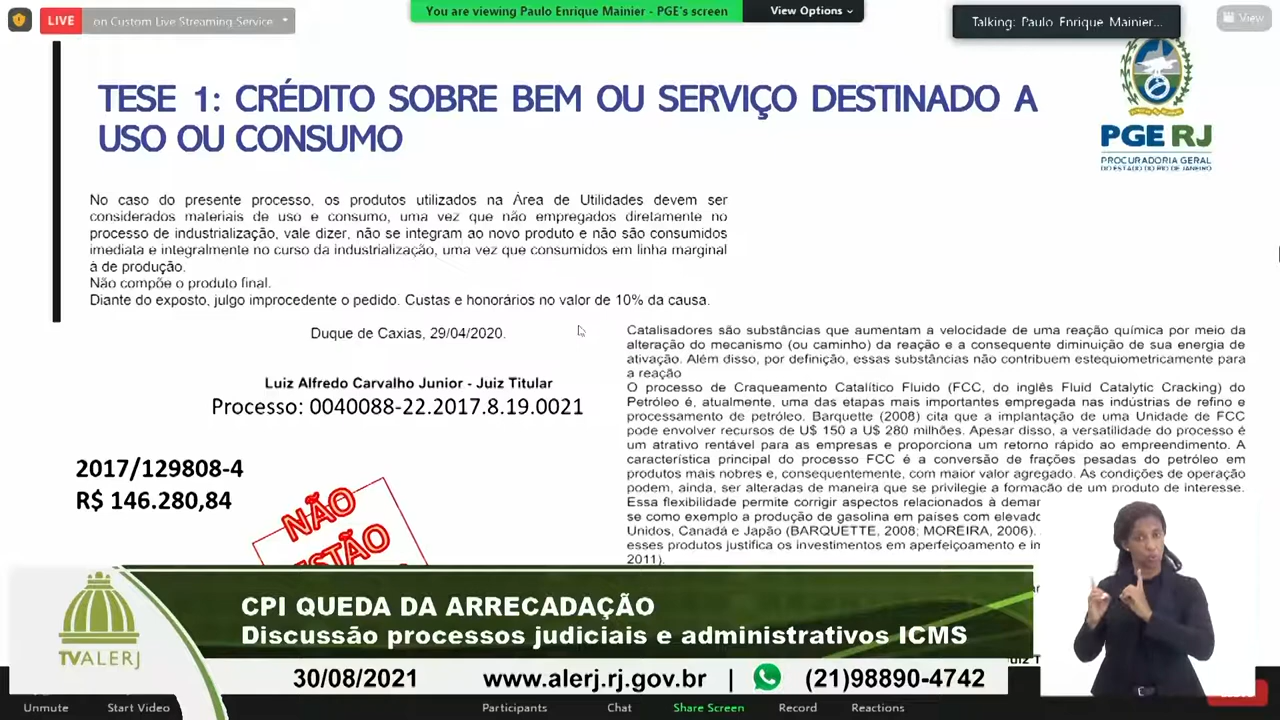 LIVE
on Custom Live Streaming Service
You are viewing Paulo Enrique Mainier - PGE's screen
View Options
Talking: Paulo Enrique Mainier...
View
TESE 1: CRÉDITO SOBRE BEM OU SERVIÇO DESTINADO A
USO OU CONSUMO
PGE RJ
PROCURADORIA GERAL
DO ESTADO DO RIO DE JANEIRO
No caso do presente processo, os produtos utilizados na Área de Utilidades devem ser
considerados materiais de uso e consumo, uma vez que não empregados diretamente no
processo de industrialização, vale dizer, não se integram ao novo produto e não são consumidos
imediata e integralmente no curso da industrialização, uma vez que consumidos em linha marginal
à de produção.
Não compõe o produto final.
Diante do exposto, julgo improcedente o pedido. Custas e honorários no valor de 10% da causa.
Duque de Caxias, 29/04/2020.
Luiz Alfredo Carvalho Junior - Juiz Titular
Processo: 0040088-22.2017.8.19.0021
2017/129808-4
R$ 146.280,84
NÃO
Catalisadores são substâncias que aumentam a velocidade de uma reação química por meio da
alteração do mecanismo (ou caminho) da reação e a consequente diminuição de sua energia de
ativação. Além disso, por definição, essas substâncias não contribuem estequiometricamente para
a reação
O processo de Craqueamento Catalítico Fluido (FCC, do inglês Fluid Catalytic Cracking) do
Petróleo é, atualmente, uma das etapas mais importantes empregada nas indústrias de refino e
processamento de petróleo. Barquette (2008) cita que a implantação de uma Unidade de FCC
pode envolver recursos de U$ 150 a U$ 280 milhões. Apesar disso, a versatilidade do processo é
um atrativo rentável para as empresas e proporciona um retorno rápido ao empreendimento. A
característica principal do processo FCC é a conversão de frações pesadas do petróleo em
produtos mais nobres e, consequentemente, com maior valor agregado. As condições de operação
podem, ainda, ser alteradas de maneira que se privilegie a formação de um produto de interesse.
Essa flexibilidade permite corrigir aspectos relacionados à demar
se como exemplo a produção de gasolina em países com elevadc
Unidos, Canadá e Japão (BARQUETTE, 2008; MOREIRA, 2006).
esses produtos justifica os investimentos em aperfeiçoamento e in
2011).
TVALERJ
CPI QUEDA DA ARRECADAÇÃO
Discussão processos judiciais e administrativos ICMS
30/08/2021 www.alerj.rj.gov.br | (21)98890-4742
Unmute Start Video Participants Chat Share Screen Record Reactions